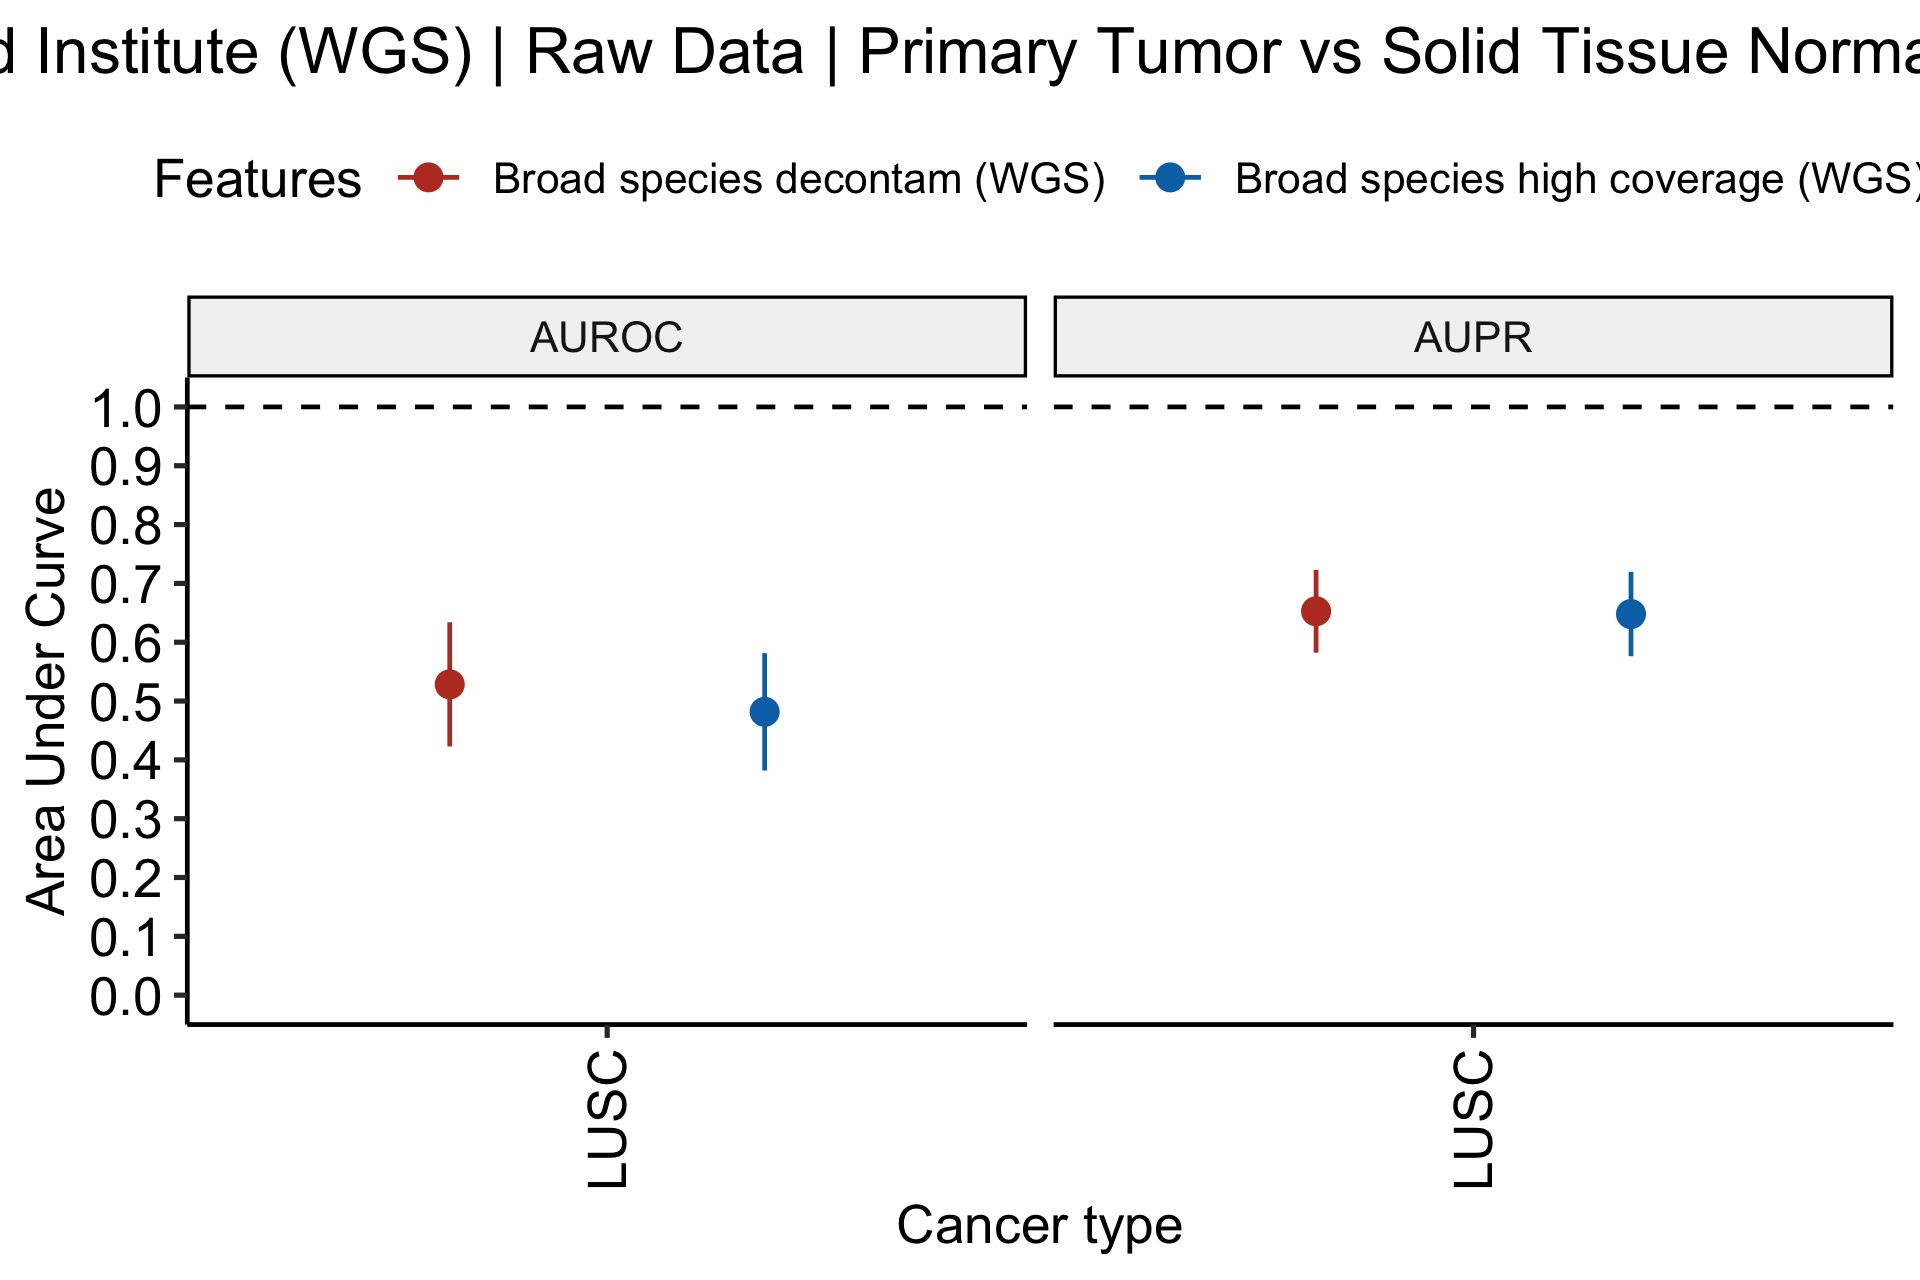 d Institute (WGS) | Raw Data | Primary Tumor vs Solid Tissue Norma
Features Broad species decontam (WGS) Broad species high coverage (WGS)
AUROC AUPR
1.0
0.9
0.8
0.7
0.6
0.5
0.4
0.3
0.2
0.1
0.0
Area Under Curve
LUSC LUSC
Cancer type